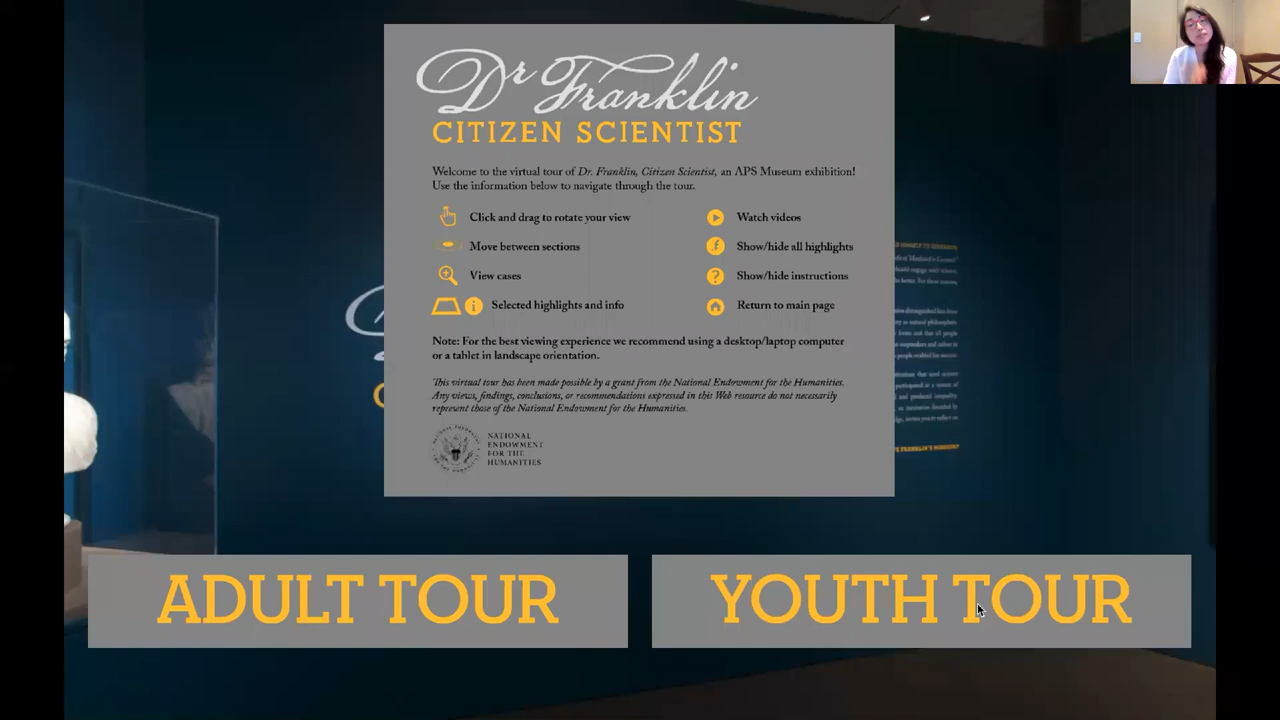 Dr Franklin
CITIZEN SCIENTIST
Welcome to the virtual tour of Dr. Franklin, Citizen Scientist, an APS Museum exhibition!
Use the information below to navigate through the tour.
Click and drag to rotate your view
Move between sections
View cases
i
Selected highlights and info
Watch videos
f
Show/hide all highlights
?
Show/hide instructions
Return to main page
Note: For the best viewing experience we recommend using a desktop/laptop computer
or a tablet in landscape orientation.
This virtual tour has been made possible by a grant from the National Endowment for the Humanities.
Any views, findings, conclusions, or recommendations expressed in this Web resource do not necessarily
represent those of the National Endowment for the Humanities.
NATIONAL
ENDOWMENT
FOR THE
HUMANITIES
ADULT TOUR
YOUTH TOUR